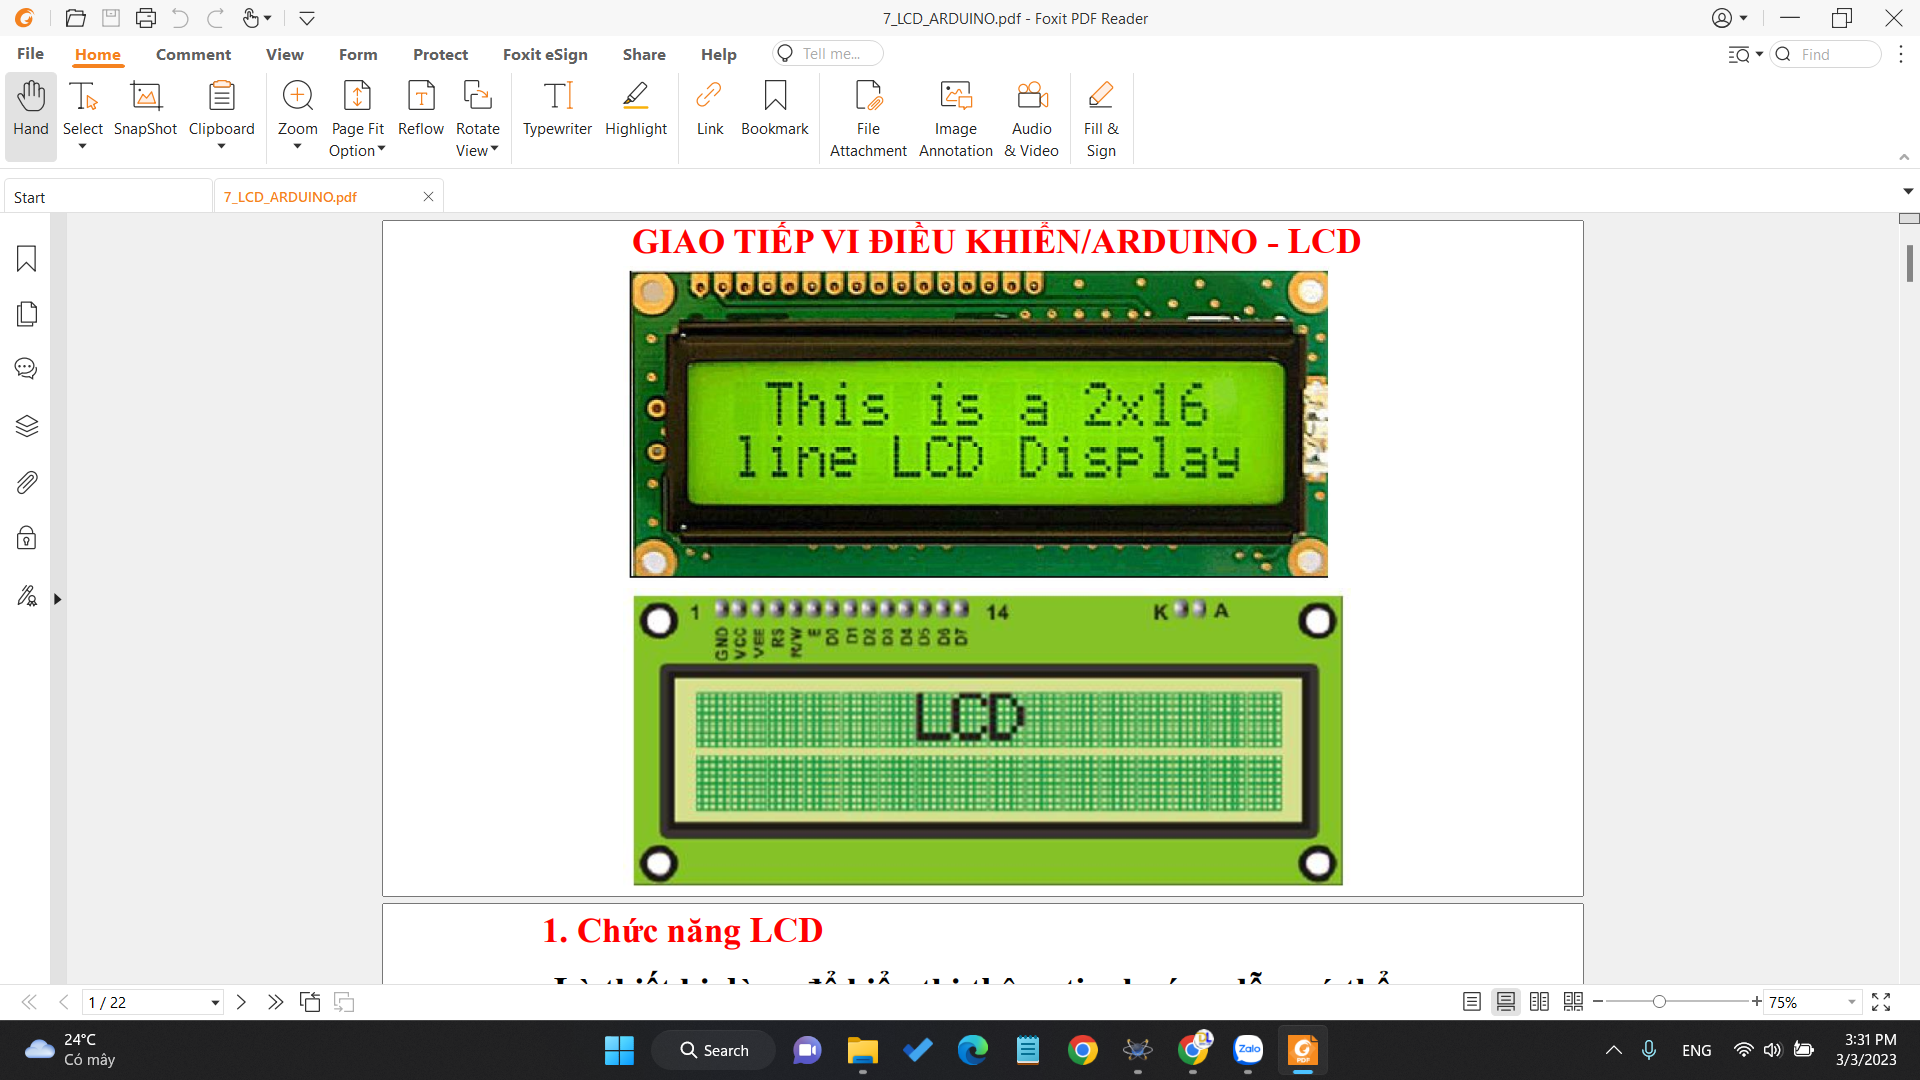 7_LCD_ARDUINO.pdf - Foxit PDF Reader
File Home Comment View Form Protect Foxit eSign Share Help Tell me... Find
Hand Select SnapShot Clipboard Zoom Page Fit Option Reflow Rotate View Typewriter Highlight Link Bookmark File Attachment Image Annotation Audio & Video Fill & Sign
Start 7_LCD_ARDUINO.pdf
GIAO TIẾP VI ĐIỀU KHIỂN/ARDUINO - LCD
This is a 2x16
line LCD Display
1 14 K A
GND VCC VEE RS R/W E D0 D1 D2 D3 D4 D5 D6 D7
LCD
1. Chức năng LCD
1 / 22 75%
24°C
Có mây
Search
Zalo
PDF
ENG
3:31 PM
3/3/2023